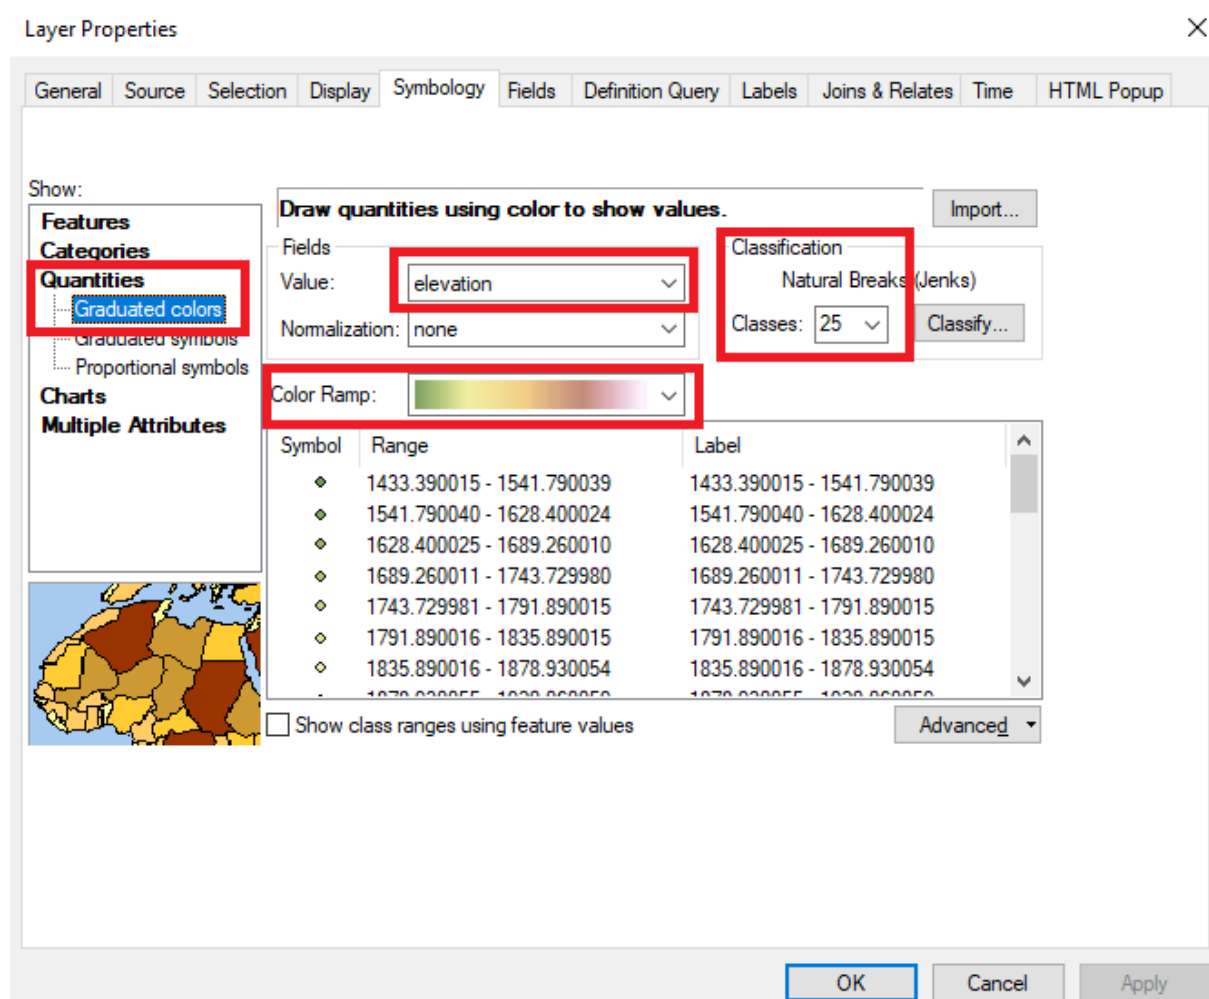 Layer Properties
General Source Selection Display Symbology Fields Definition Query Labels Joins & Relates Time HTML Popup
Show:
Features
Categories
Quantities
Graduated colors
Graduated symbols
Proportional symbols
Charts
Multiple Attributes
Draw quantities using color to show values.
Import...
Fields
Value: elevation
Normalization: none
Classification
Natural Breaks (Jenks)
Classes: 25 Classify...
Color Ramp:
Symbol Range Label
1433.390015 - 1541.790039 1433.390015 - 1541.790039
1541.790040 - 1628.400024 1541.790040 - 1628.400024
1628.400025 - 1689.260010 1628.400025 - 1689.260010
1689.260011 - 1743.729980 1689.260011 - 1743.729980
1743.729981 - 1791.890015 1743.729981 - 1791.890015
1791.890016 - 1835.890015 1791.890016 - 1835.890015
1835.890016 - 1878.930054 1835.890016 - 1878.930054
Show class ranges using feature values
Advanced
OK Cancel Apply